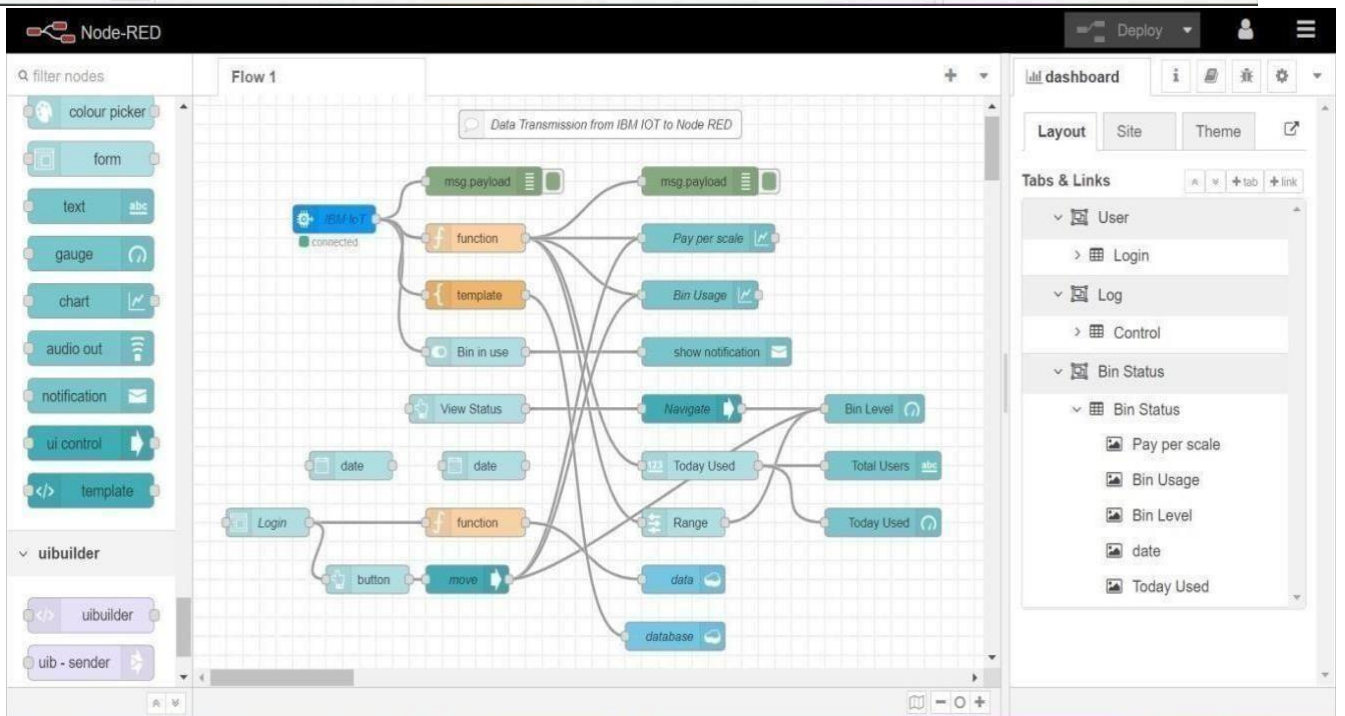 Node-RED
Deploy
filter nodes
colour picker
form
text
abc
gauge
chart
audio out
notification
ui control
</> template
uibuilder
</> uibuilder
uib - sender
Flow 1
Data Transmission from IBM IOT to Node RED
msg.payload
msg.payload
IBM IoT
connected
f function
Pay per scale
{ template
Bin Usage
Bin in use
show notification
View Status
Navigate
Bin Level
date
date
123 Today Used
Total Users abc
Login
f function
Range
Today Used
button
move
data
database
dashboard
i
Layout
Site
Theme
Tabs & Links
+ tab
+ link
User
Login
Log
Control
Bin Status
Bin Status
Pay per scale
Bin Usage
Bin Level
date
Today Used